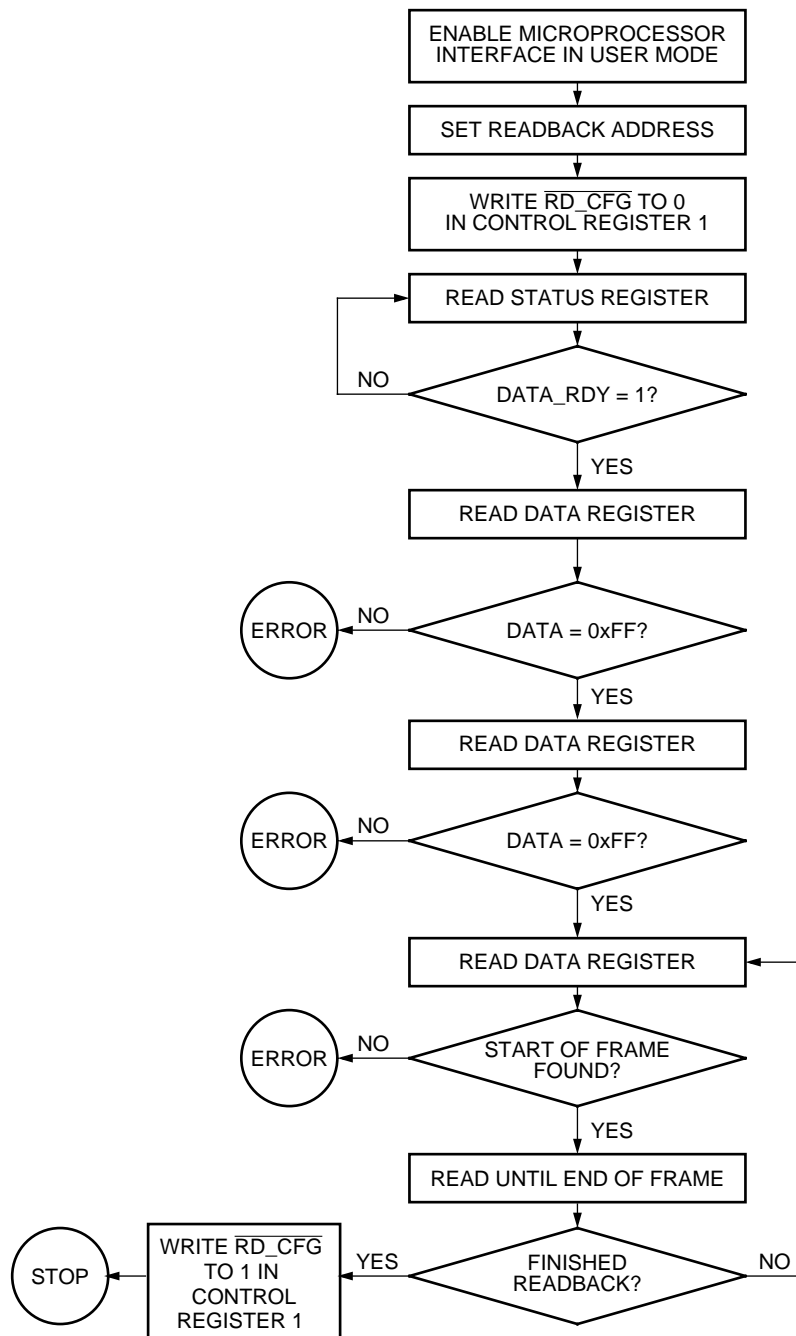 ENABLE MICROPROCESSOR
INTERFACE IN USER MODE
SET READBACK ADDRESS
WRITE R̅D̅_̅C̅F̅G̅ TO 0
IN CONTROL REGISTER 1
READ STATUS REGISTER
NO
DATA_RDY = 1?
YES
READ DATA REGISTER
ERROR
NO
DATA = 0xFF?
YES
READ DATA REGISTER
ERROR
NO
DATA = 0xFF?
YES
READ DATA REGISTER
ERROR
NO
START OF FRAME
FOUND?
YES
READ UNTIL END OF FRAME
STOP
WRITE R̅D̅_̅C̅F̅G̅
TO 1 IN
CONTROL
REGISTER 1
YES
FINISHED
READBACK?
NO